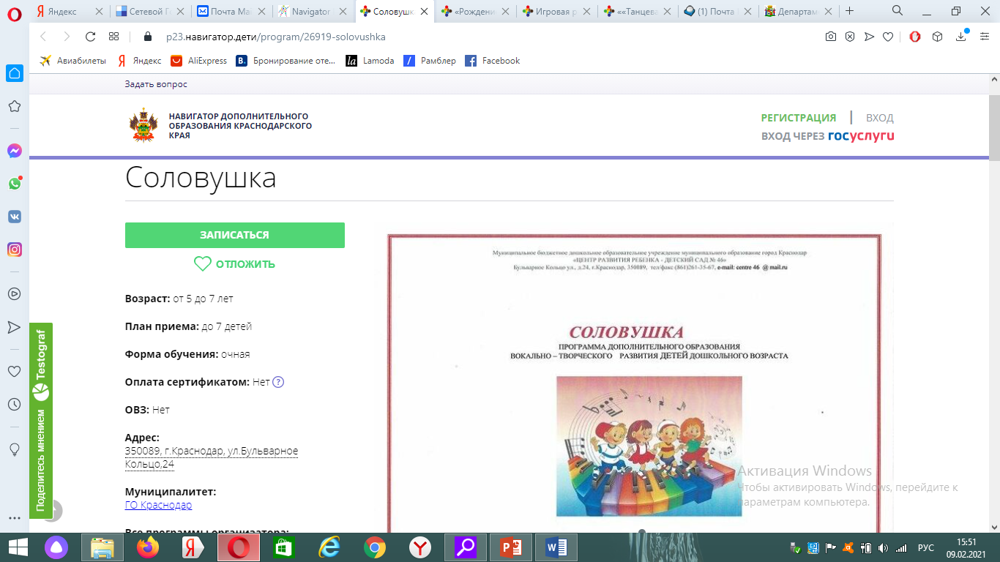 Яндекс
Сетевой Г
Почта Ма
Navigator
Соловушк
«Рождени
Игровая р
««Танцева
(1) Почта
Департам
p23.навигатор.дети/program/26919-solovushka
Авиабилеты
Яндекс
AliExpress
B. Бронирование оте...
la Lamoda
Рамблер
Facebook
Задать вопрос
НАВИГАТОР ДОПОЛНИТЕЛЬНОГО
ОБРАЗОВАНИЯ КРАСНОДАРСКОГО
КРАЯ
РЕГИСТРАЦИЯ | ВХОД
ВХОД ЧЕРЕЗ госуслуги
Соловушка
ЗАПИСАТЬСЯ
ОТЛОЖИТЬ
Возраст: от 5 до 7 лет
План приема: до 7 детей
Форма обучения: очная
Оплата сертификатом: Нет ?
ОВЗ: Нет
Адрес:
350089, г.Краснодар, ул.Бульварное
Кольцо,24
Муниципалитет:
ГО Краснодар
Все программы организатора:
Поделитесь мнением Testograf
Муниципальное бюджетное дошкольное образовательное учреждение муниципального образование город Краснодар
«ЦЕНТР РАЗВИТИЯ РЕБЕНКА - ДЕТСКИЙ САД № 46»
Бульварное Кольцо ул., д.24, г.Краснодар, 350089, тел/факс (861)261-35-67, e-mail: centre 46 @ mail.ru
СОЛОВУШКА
ПРОГРАММА ДОПОЛНИТЕЛЬНОГО ОБРАЗОВАНИЯ
ВОКАЛЬНО – ТВОРЧЕСКОГО РАЗВИТИЯ ДЕТЕЙ ДОШКОЛЬНОГО ВОЗРАСТА
Активация Windows
Чтобы активировать Windows, перейдите к
параметрам компьютера.
РУС
15:51
09.02.2021